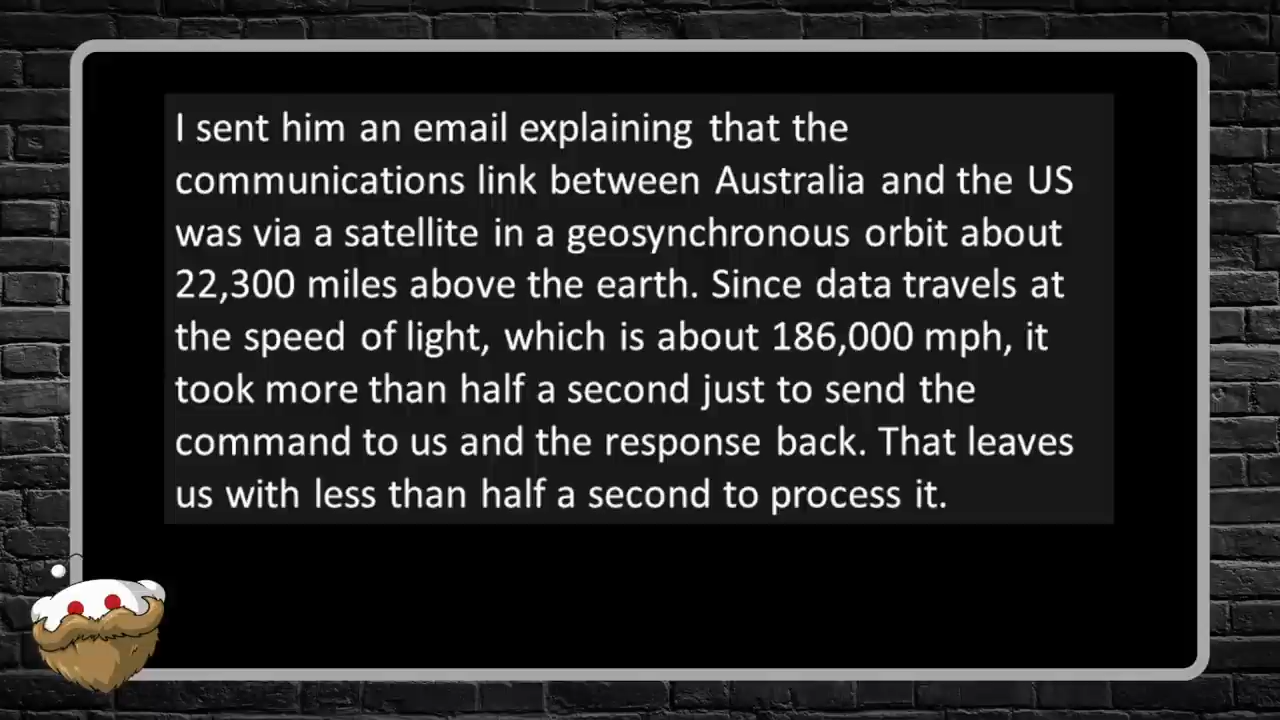 I sent him an email explaining that the
communications link between Australia and the US
was via a satellite in a geosynchronous orbit about
22,300 miles above the earth. Since data travels at
the speed of light, which is about 186,000 mph, it
took more than half a second just to send the
command to us and the response back. That leaves
us with less than half a second to process it.